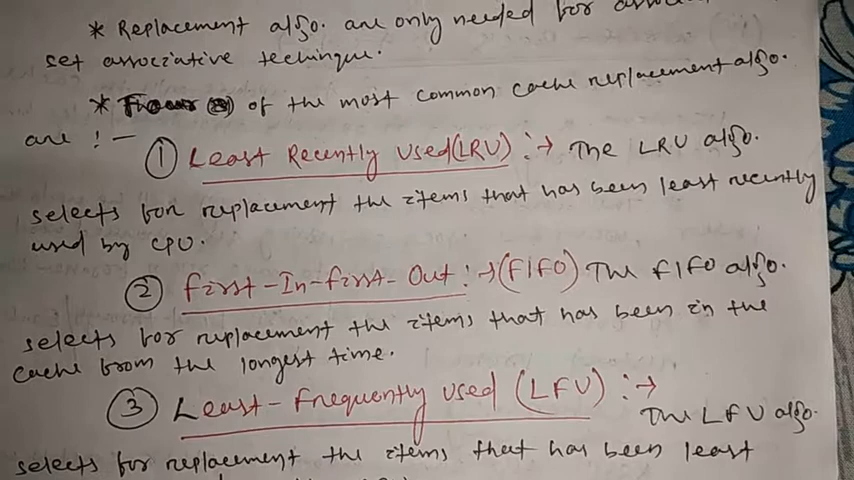 * Replacement algo. are only needed for
set associative techinque.
* of the most common cache replacement algo.
are : -
① Least Recently Used(LRU) :→ The LRU algo.
selects for replacement the items that has been least recently
used by CPU.
② First-In-first-Out :→ (FIFO) The FIFO algo.
selects for replacement the items that has been in the
cache from the longest time.
③ Least-Frequently Used (LFU) :→
The LFU algo.
selects for replacement the items that has been least